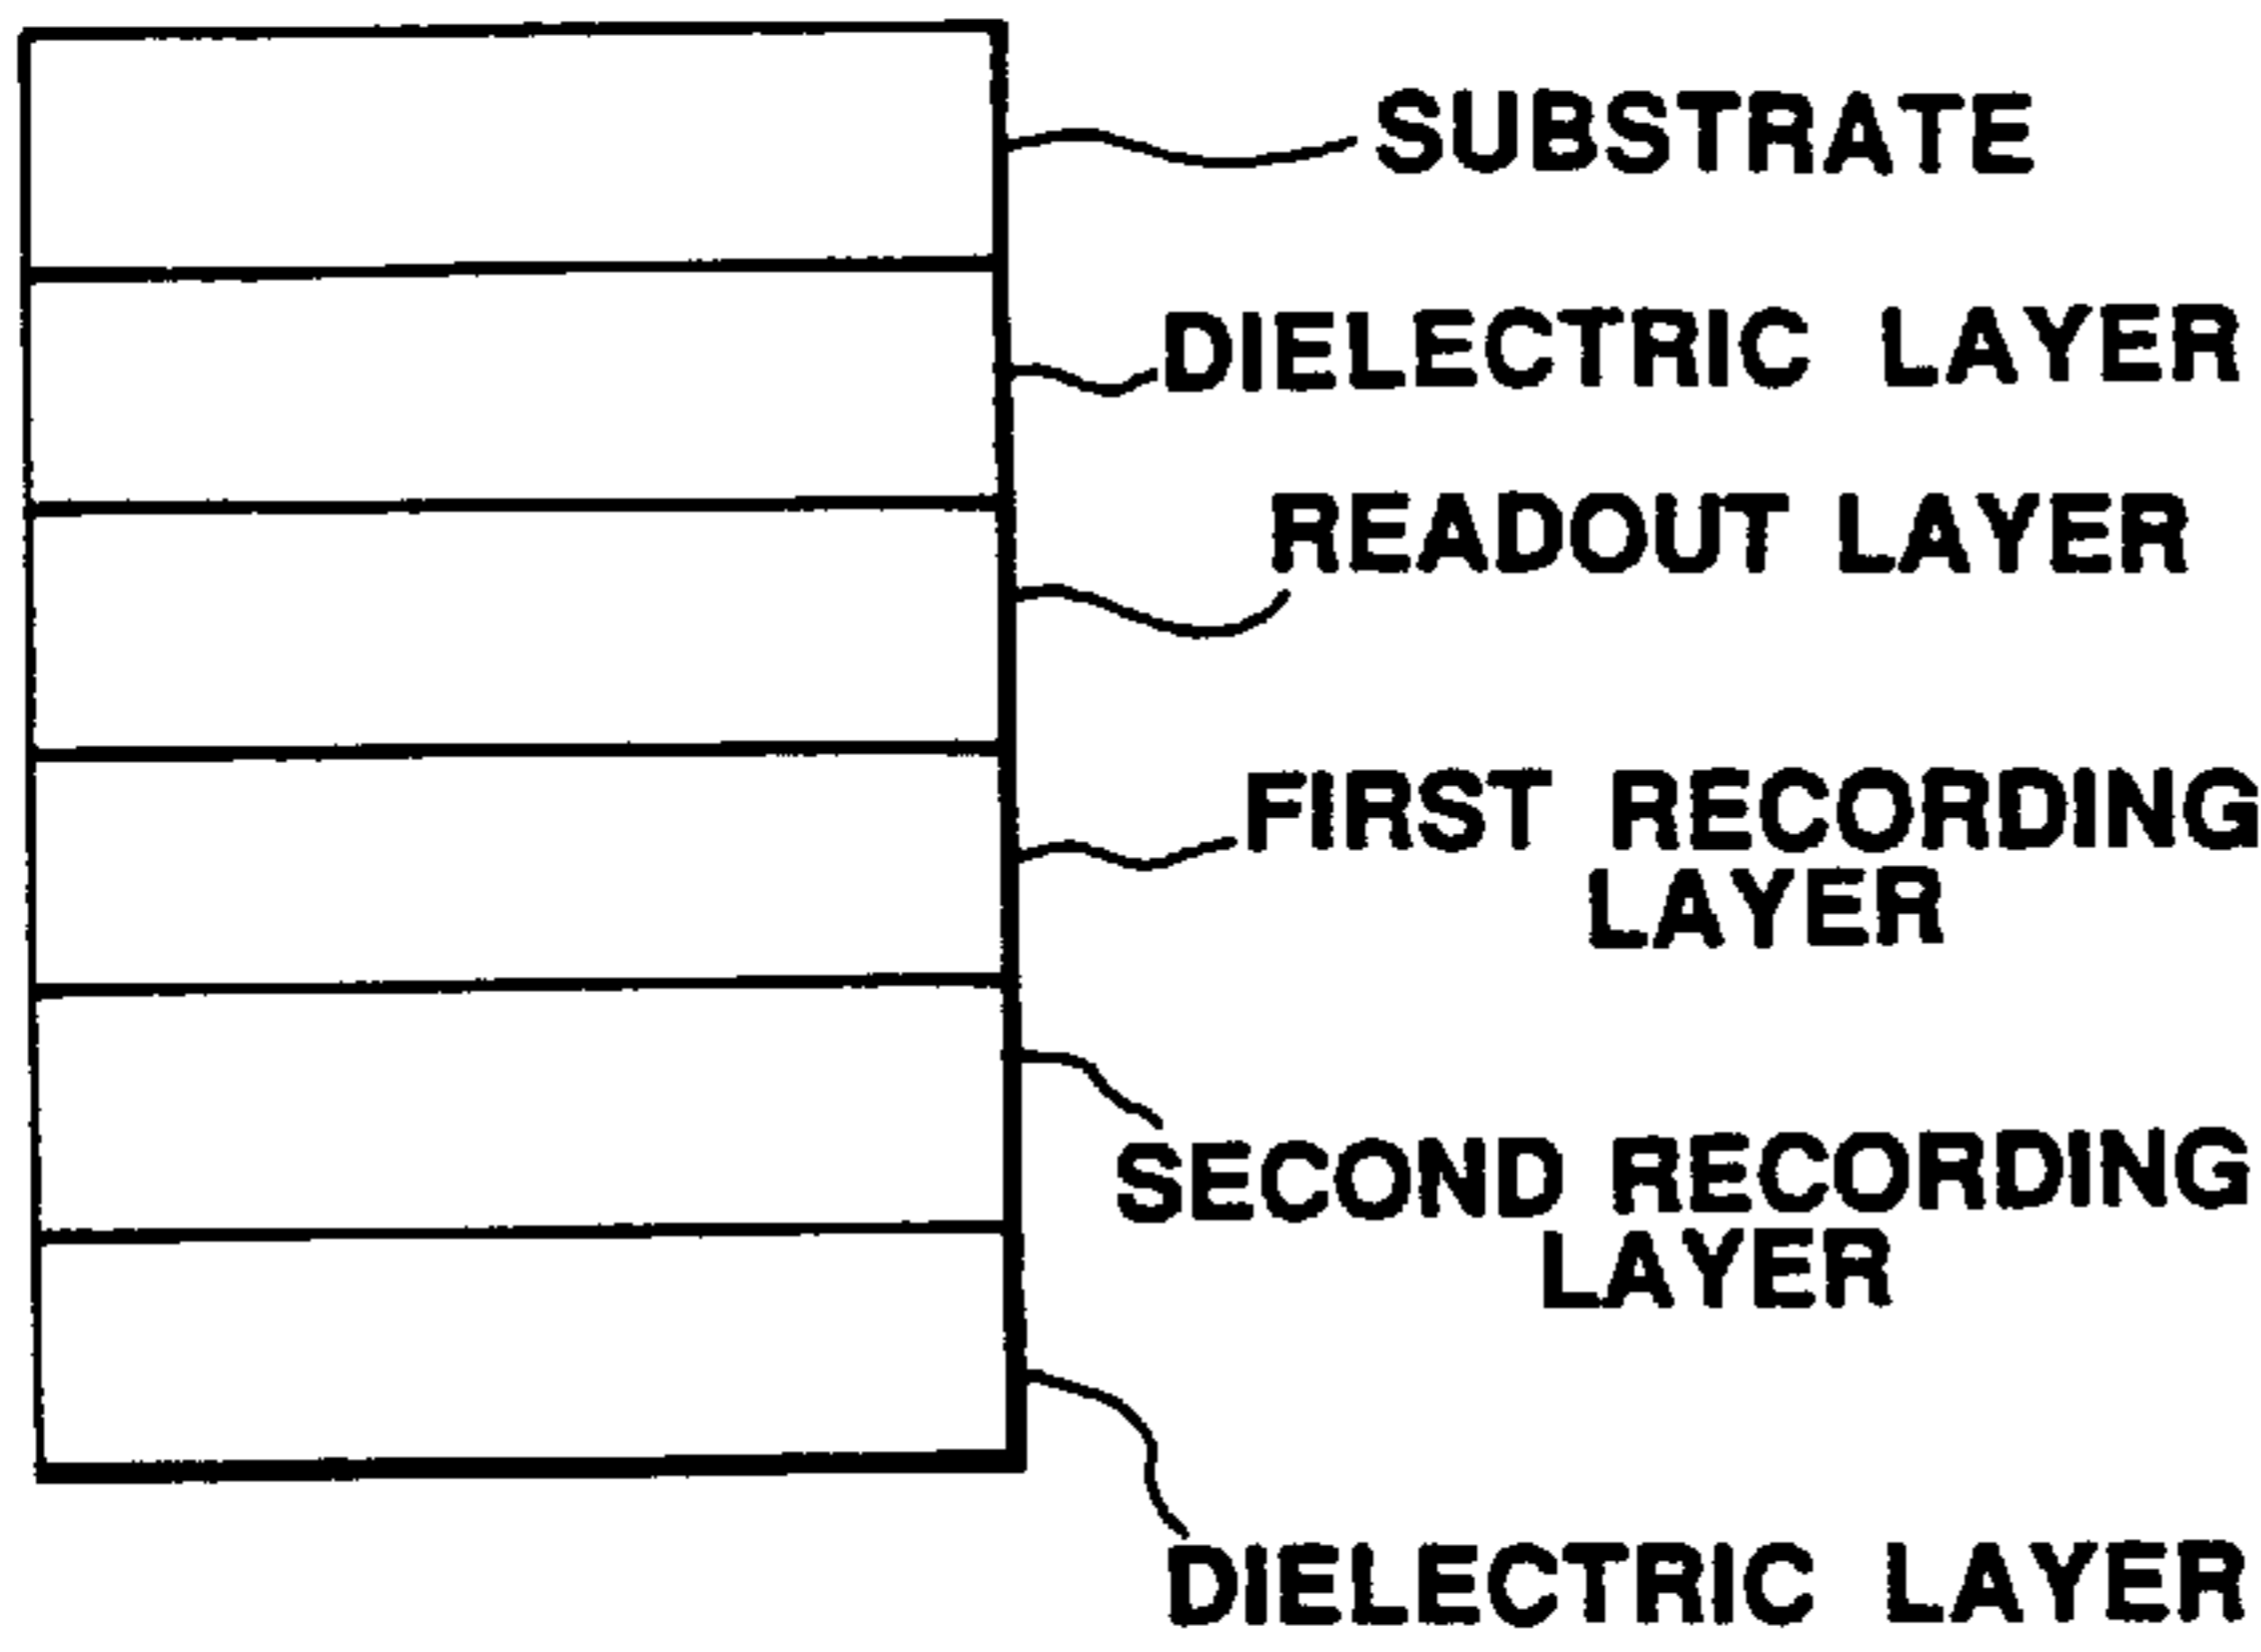 SUBSTRATE
DIELECTRIC LAYER
READOUT LAYER
FIRST RECORDING
LAYER
SECOND RECORDING
LAYER
DIELECTRIC LAYER